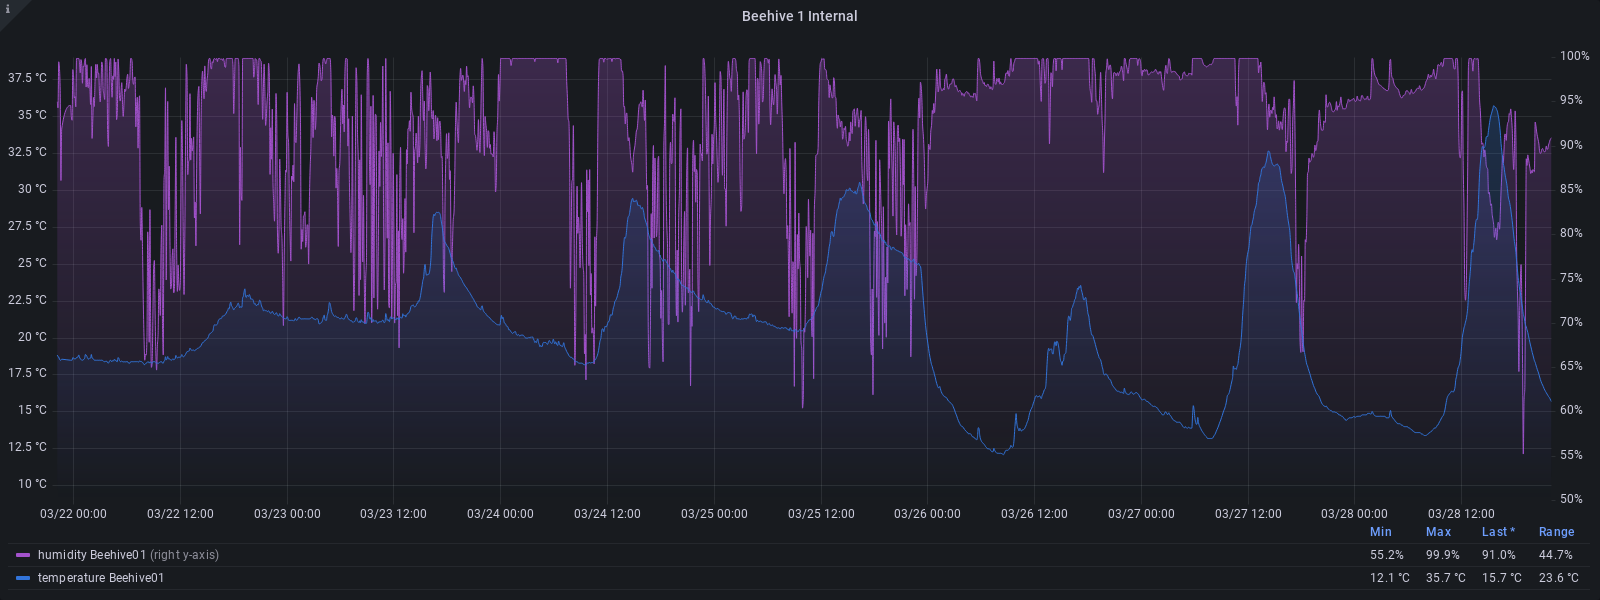 i
Beehive 1 Internal
37.5 °C
35 °C
32.5 °C
30 °C
27.5 °C
25 °C
22.5 °C
20 °C
17.5 °C
15 °C
12.5 °C
10 °C
100%
95%
90%
85%
80%
75%
70%
65%
60%
55%
50%
03/22 00:00 03/22 12:00 03/23 00:00 03/23 12:00 03/24 00:00 03/24 12:00 03/25 00:00 03/25 12:00 03/26 00:00 03/26 12:00 03/27 00:00 03/27 12:00 03/28 00:00 03/28 12:00
Min Max Last * Range
humidity Beehive01 (right y-axis) 55.2% 99.9% 91.0% 44.7%
temperature Beehive01 12.1 °C 35.7 °C 15.7 °C 23.6 °C